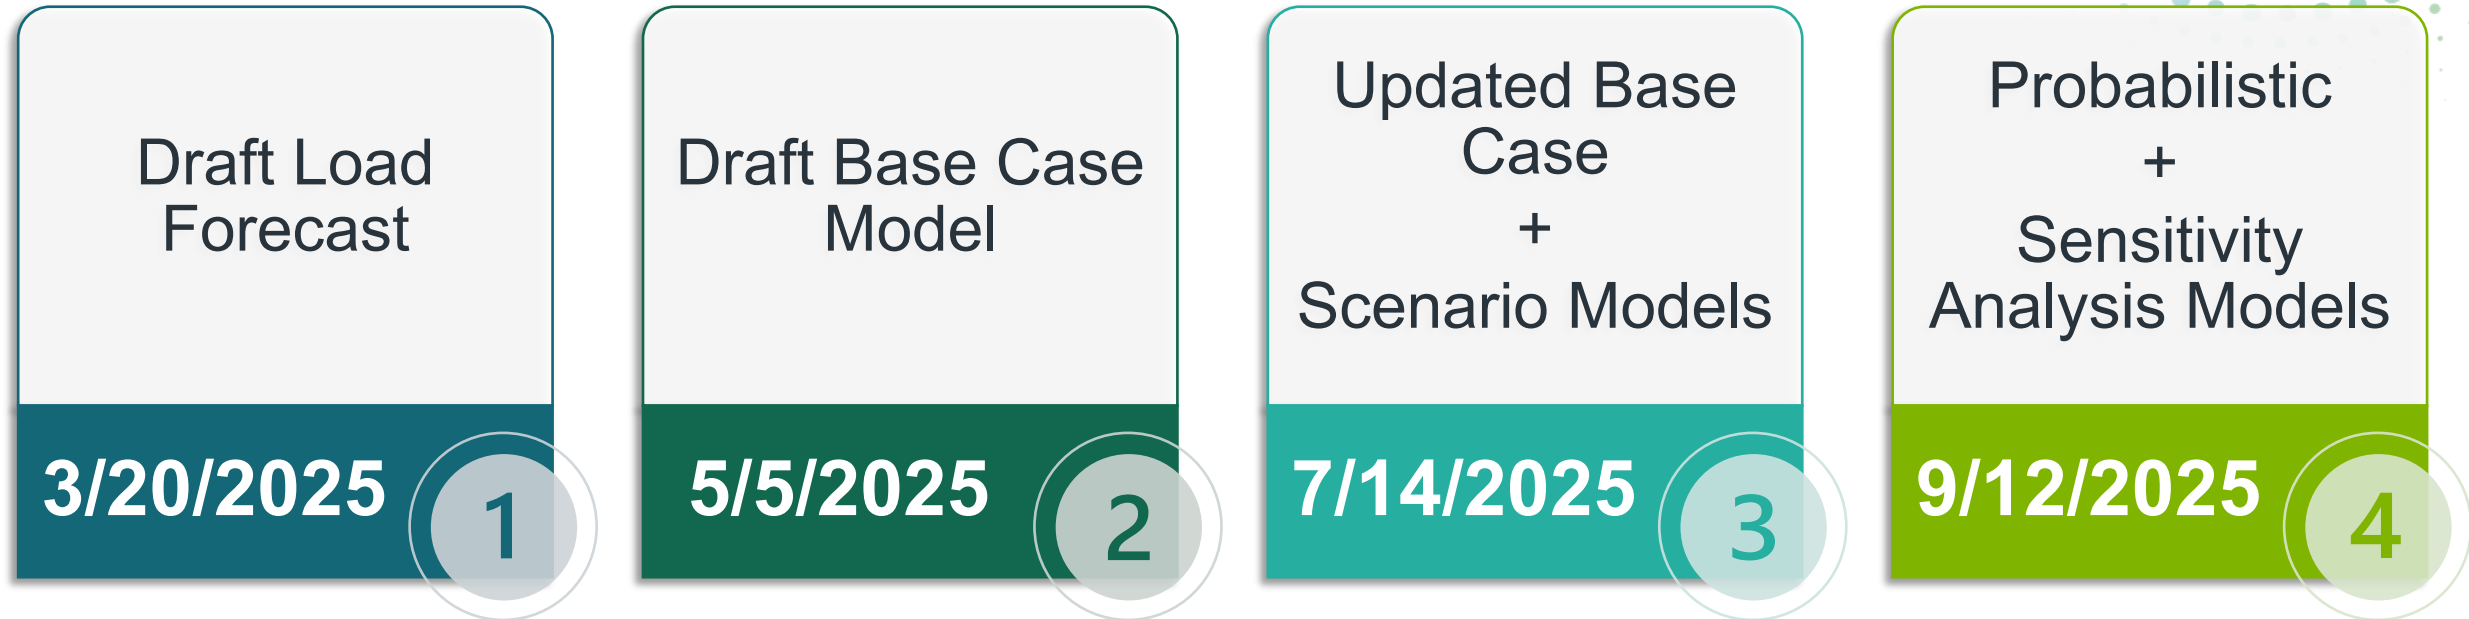 Draft Load
Forecast
3/20/2025
1
Draft Base Case
Model
5/5/2025
2
Updated Base
Case
+
Scenario Models
7/14/2025
3
Probabilistic
+
Sensitivity
Analysis Models
9/12/2025
4